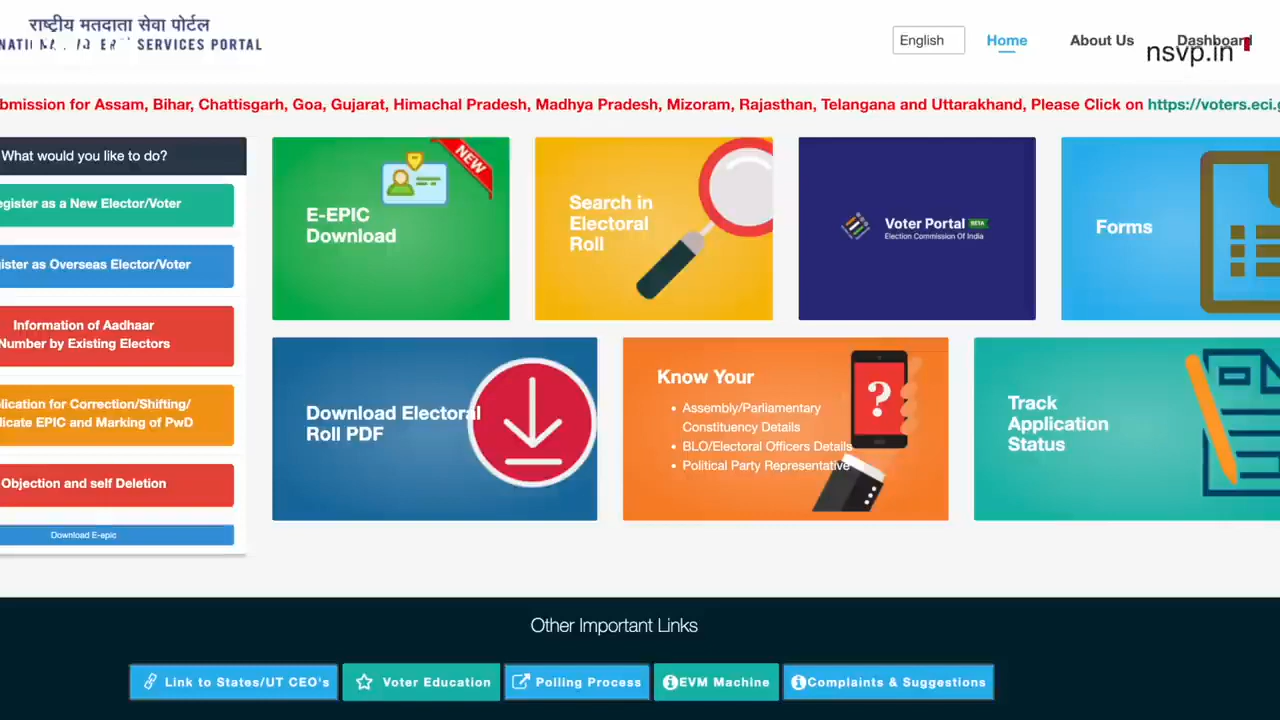 राष्ट्रीय मतदाता सेवा पोर्टल
SERVICES PORTAL
English
Home
About Us
Dashboard
nsvp.in
bmission for Assam, Bihar, Chattisgarh, Goa, Gujarat, Himachal Pradesh, Madhya Pradesh, Mizoram, Rajasthan, Telangana and Uttarakhand, Please Click on https://voters.eci.g
What would you like to do?
egister as a New Elector/Voter
ister as Overseas Elector/Voter
Information of Aadhaar
Number by Existing Electors
lication for Correction/Shifting/
licate EPIC and Marking of PwD
Objection and self Deletion
Download E-epic
NEW
E-EPIC
Download
Search in
Electoral
Roll
Voter Portal BETA
Election Commission Of India
Forms
Download Electoral
Roll PDF
Know Your
• Assembly/Parliamentary
Constituency Details
• BLO/Electoral Officers Details
• Political Party Representative
?
Track
Application
Status
Other Important Links
Link to States/UT CEO's
Voter Education
Polling Process
EVM Machine
Complaints & Suggestions